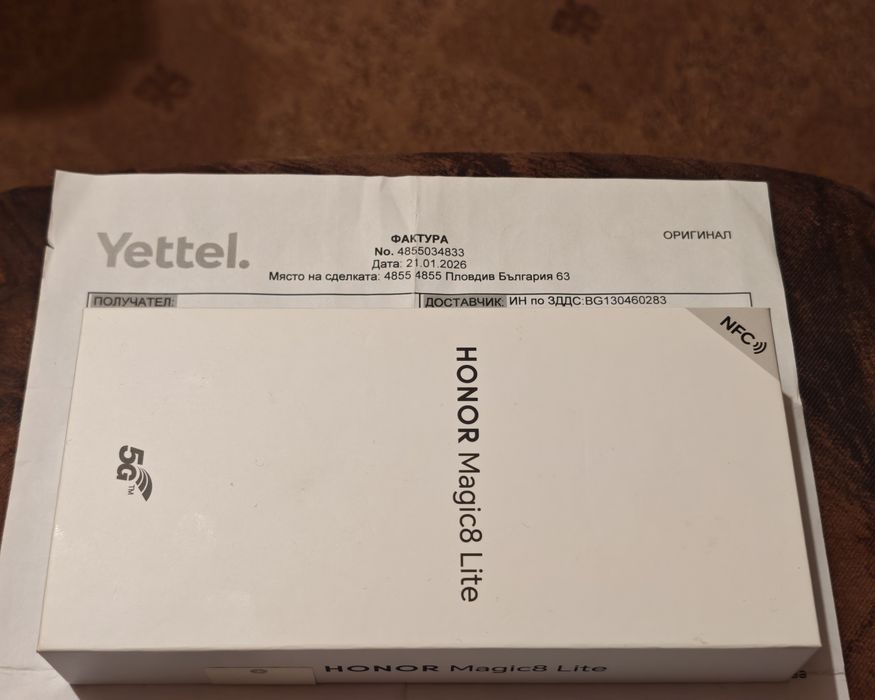 Yettel.
ФАКТУРА
No. 4855034833
Дата: 21.01.2026
Място на сделката: 4855 4855 Пловдив България 63
ОРИГИНАЛ
ПОЛУЧАТЕЛ:
ДОСТАВЧИК: ИН по ЗДДС:BG130460283
NFC
HONOR Magic8 Lite
5G TM
HONOR Magic8 Lite